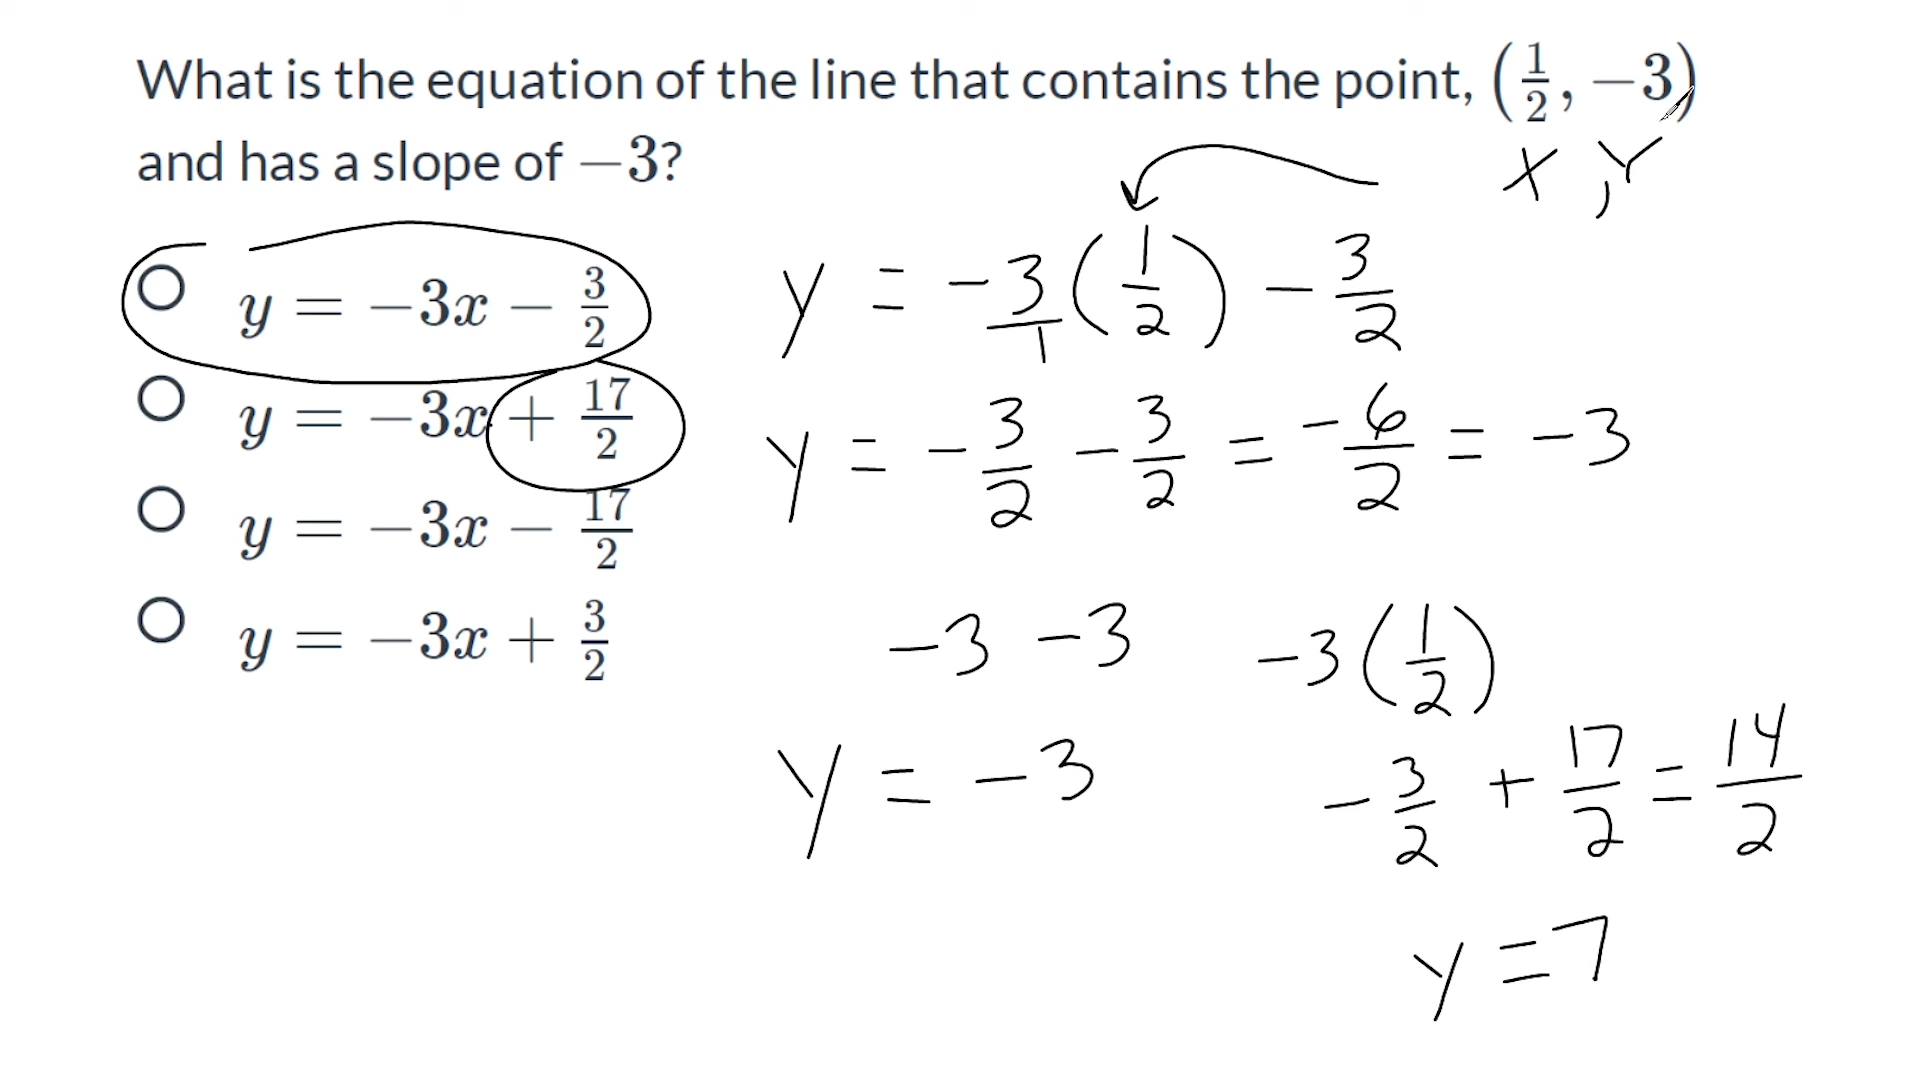 What is the equation of the line that contains the point, (1/2, −3)
and has a slope of −3?
X , Y
y = −3x − 3/2
y = −3x + 17/2
y = −3x − 17/2
y = −3x + 3/2
y = −3/1 (1/2) − 3/2
y = −3/2 − 3/2 = −6/2 = −3
−3 −3
y = −3
−3 (1/2)
−3/2 + 17/2 = 14/2
y = 7